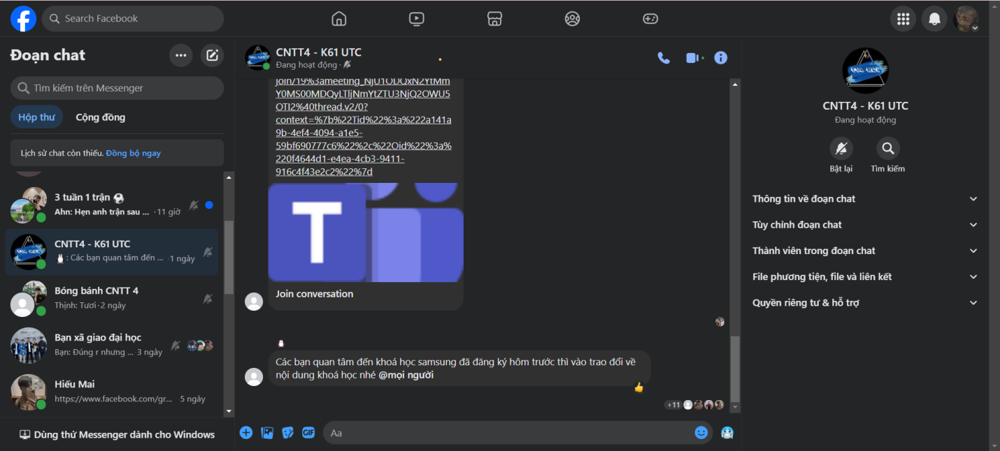 Search Facebook
Đoạn chat
Tìm kiếm trên Messenger
Hộp thư
Cộng đồng
Lịch sử chat còn thiếu. Đồng bộ ngay
3 tuần 1 trận ⚽
Ahn: Hẹn anh trận sau ... · 11 giờ
CNTT4 - K61 UTC
🐧: Các bạn quan tâm đến ... · 1 ngày
Bóng bánh CNTT 4
Thịnh: Tươi · 2 ngày
Bạn xã giao đại học
Bạn: Đúng r nhưng ... · 3 ngày
Hiếu Mai
https://www.facebook.com/gr... 5 ngày
Dùng thử Messenger dành cho Windows
CNTT4 - K61 UTC
Đang hoạt động ·
join/19%3ameeting_NjU1ODQxN2YtMm
Y0MS00MDQyLTljNmYtZTU3NjQ2OWU5
OTI2%40thread.v2/0?
context=%7b%22Tid%22%3a%222a141a
9b-4ef4-4094-a1e5-
59bf690777c6%22%2c%22Oid%22%3a%
220f4644d1-e4ea-4cb3-9411-
916c4f43e2c2%22%7d
T
Join conversation
🐧
Các bạn quan tâm đến khoá học samsung đã đăng ký hôm trước thì vào trao đổi về
nội dung khoá học nhé @mọi người
👍
+11
GIF
Aa
CNTT4 - K61 UTC
Đang hoạt động
Bật lại
Tìm kiếm
Thông tin về đoạn chat
Tùy chỉnh đoạn chat
Thành viên trong đoạn chat
File phương tiện, file và liên kết
Quyền riêng tư & hỗ trợ